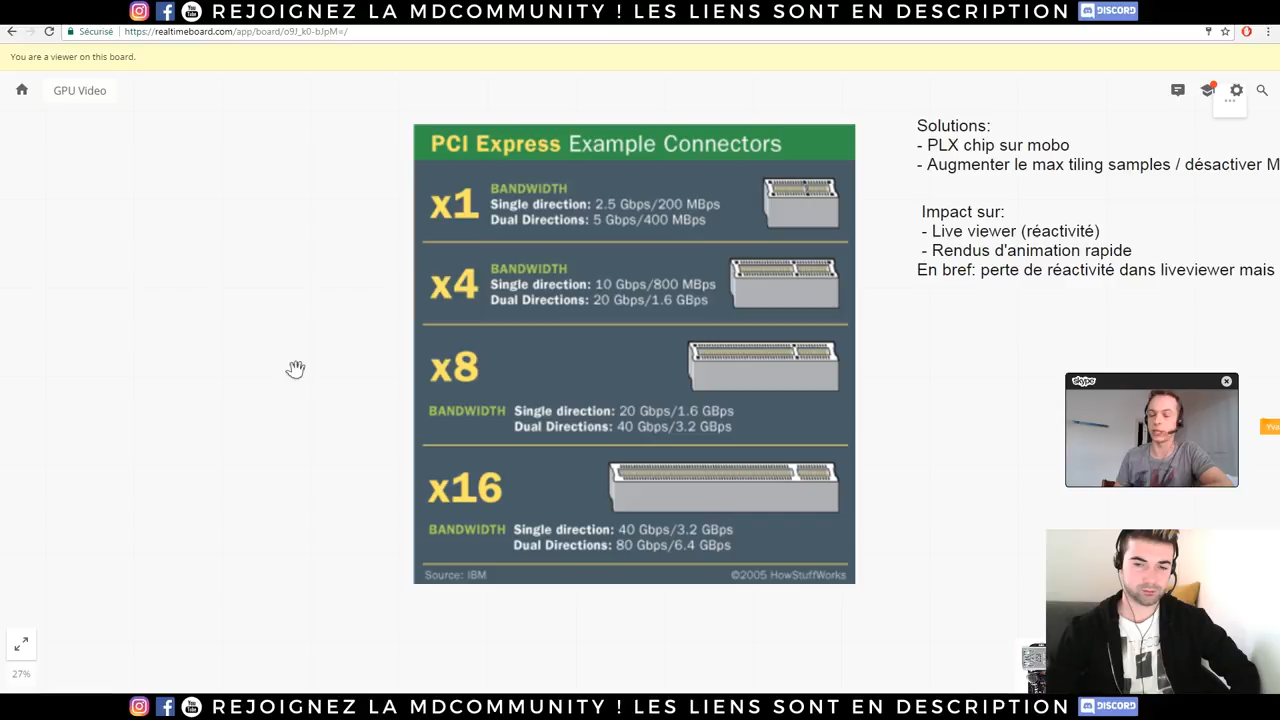 REJOIGNEZ LA MDCOMMUNITY ! LES LIENS SONT EN DESCRIPTION DISCORD
Sécurisé https://realtimeboard.com/app/board/o9J_k0-bJpM=/
You are a viewer on this board.
GPU Video
PCI Express Example Connectors
x1
BANDWIDTH
Single direction: 2.5 Gbps/200 MBps
Dual Directions: 5 Gbps/400 MBps
x4
BANDWIDTH
Single direction: 10 Gbps/800 MBps
Dual Directions: 20 Gbps/1.6 GBps
x8
BANDWIDTH Single direction: 20 Gbps/1.6 GBps
Dual Directions: 40 Gbps/3.2 GBps
x16
BANDWIDTH Single direction: 40 Gbps/3.2 GBps
Dual Directions: 80 Gbps/6.4 GBps
Source: IBM ©2005 HowStuffWorks
Solutions:
- PLX chip sur mobo
- Augmenter le max tiling samples / désactiver M
Impact sur:
- Live viewer (réactivité)
- Rendus d'animation rapide
En bref: perte de réactivité dans liveviewer mais
skype
Yva
27%
REJOIGNEZ LA MDCOMMUNITY ! LES LIENS SONT EN DESCRIPTION DISCORD